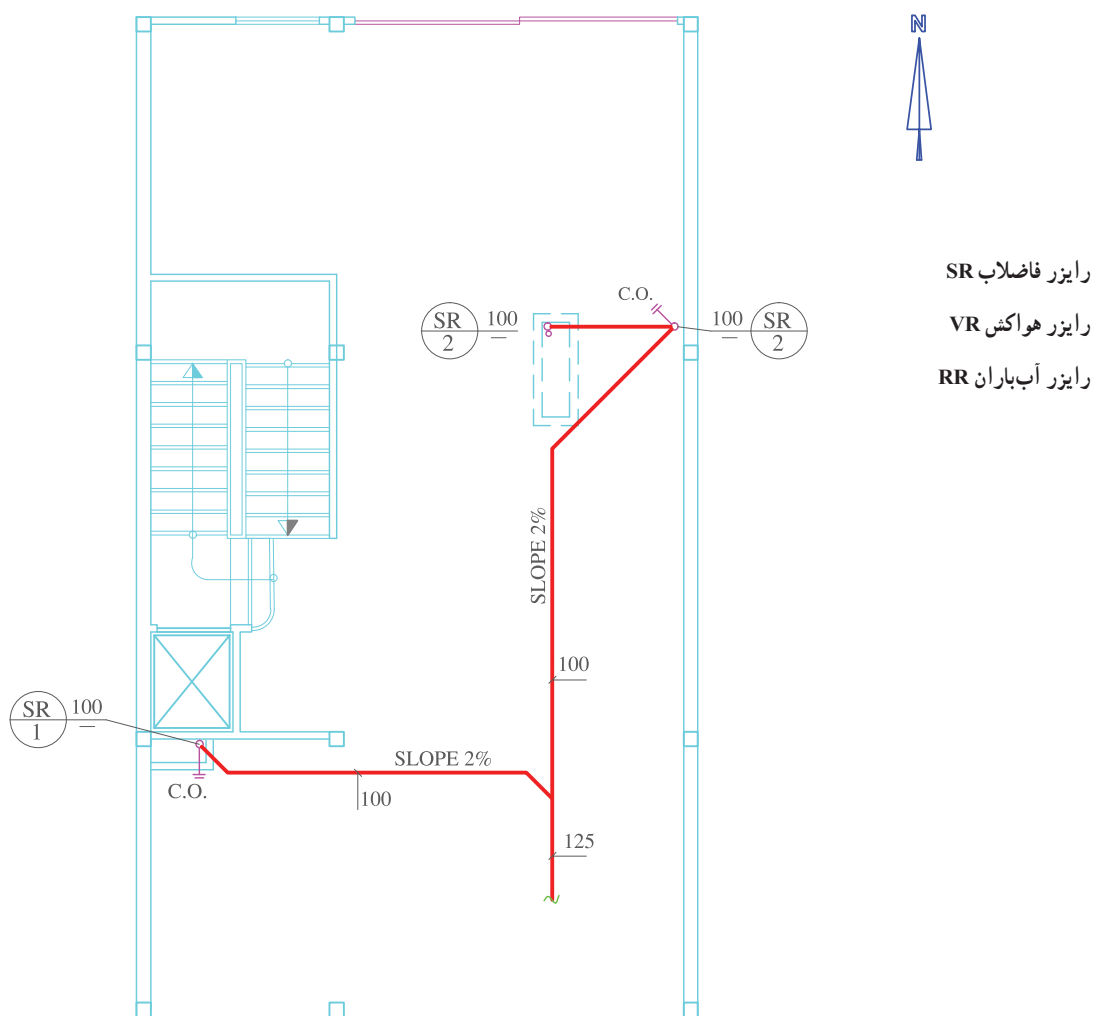 N
رایزر فاضلاب SR
رایزر هواکش VR
رایزر آب‌باران RR
C.O.
SR
2
100
100
SR
2
SLOPE 2%
100
SR
1
100
SLOPE 2%
C.O.
100
125